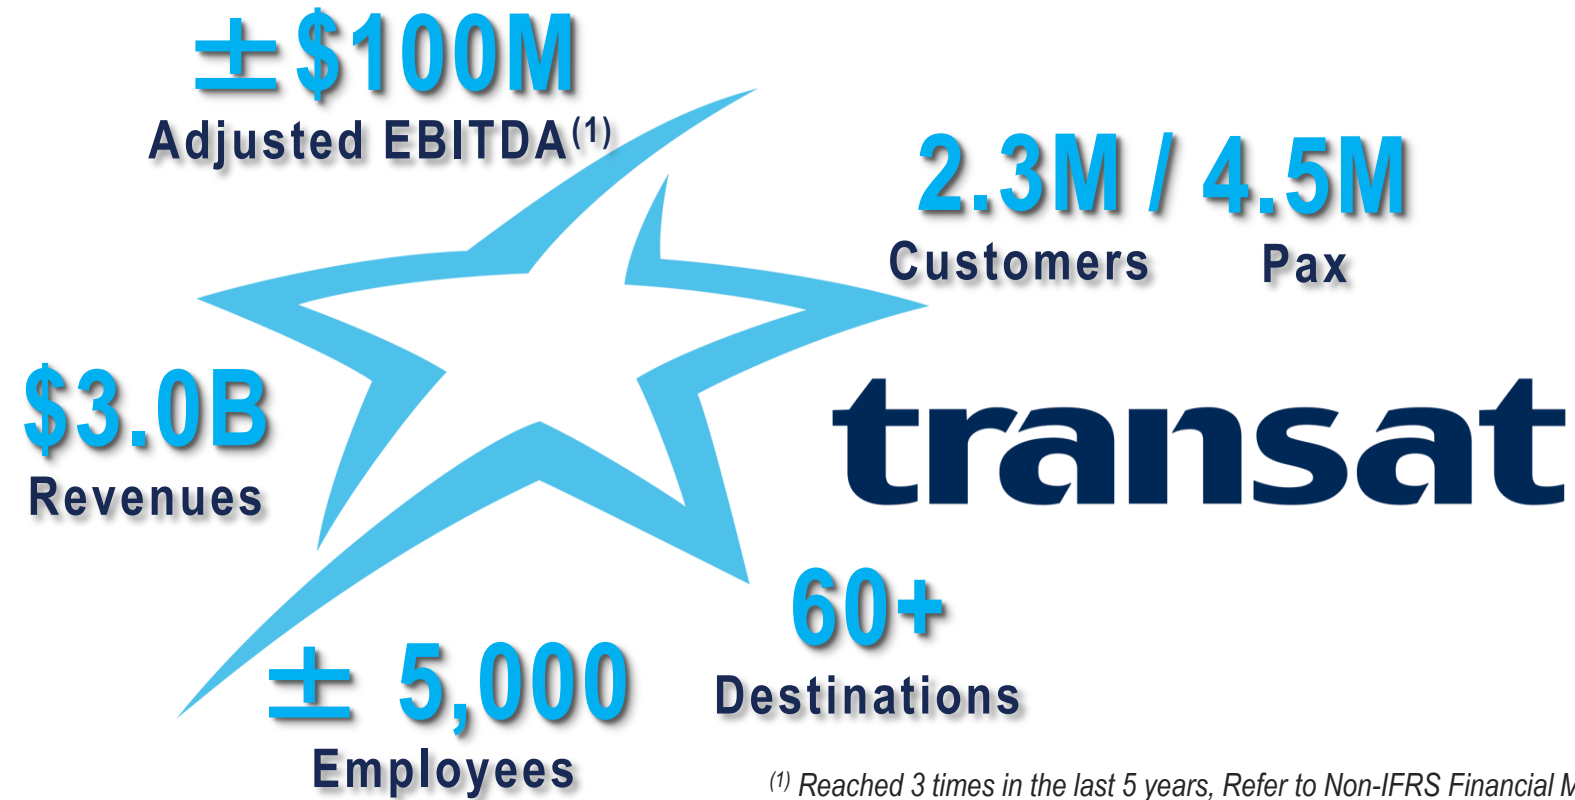 ± $100M
Adjusted EBITDA(1)
2.3M / 4.5M
Customers Pax
$3.0B
Revenues
transat
60+
Destinations
± 5,000
Employees
(1) Reached 3 times in the last 5 years, Refer to Non-IFRS Financial